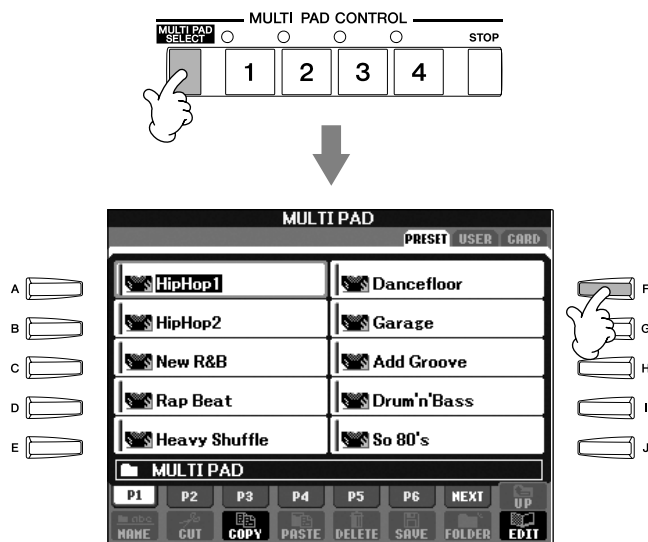 MULTI PAD CONTROL
MULTI PAD
SELECT
STOP
1 2 3 4
MULTI PAD
PRESET USER CARD
A HipHop1 Dancefloor F
B HipHop2 Garage G
C New R&B Add Groove H
D Rap Beat Drum'n'Bass I
E Heavy Shuffle So 80's J
MULTI PAD
P1 P2 P3 P4 P5 P6 NEXT UP
NAME CUT COPY PASTE DELETE SAVE FOLDER EDIT